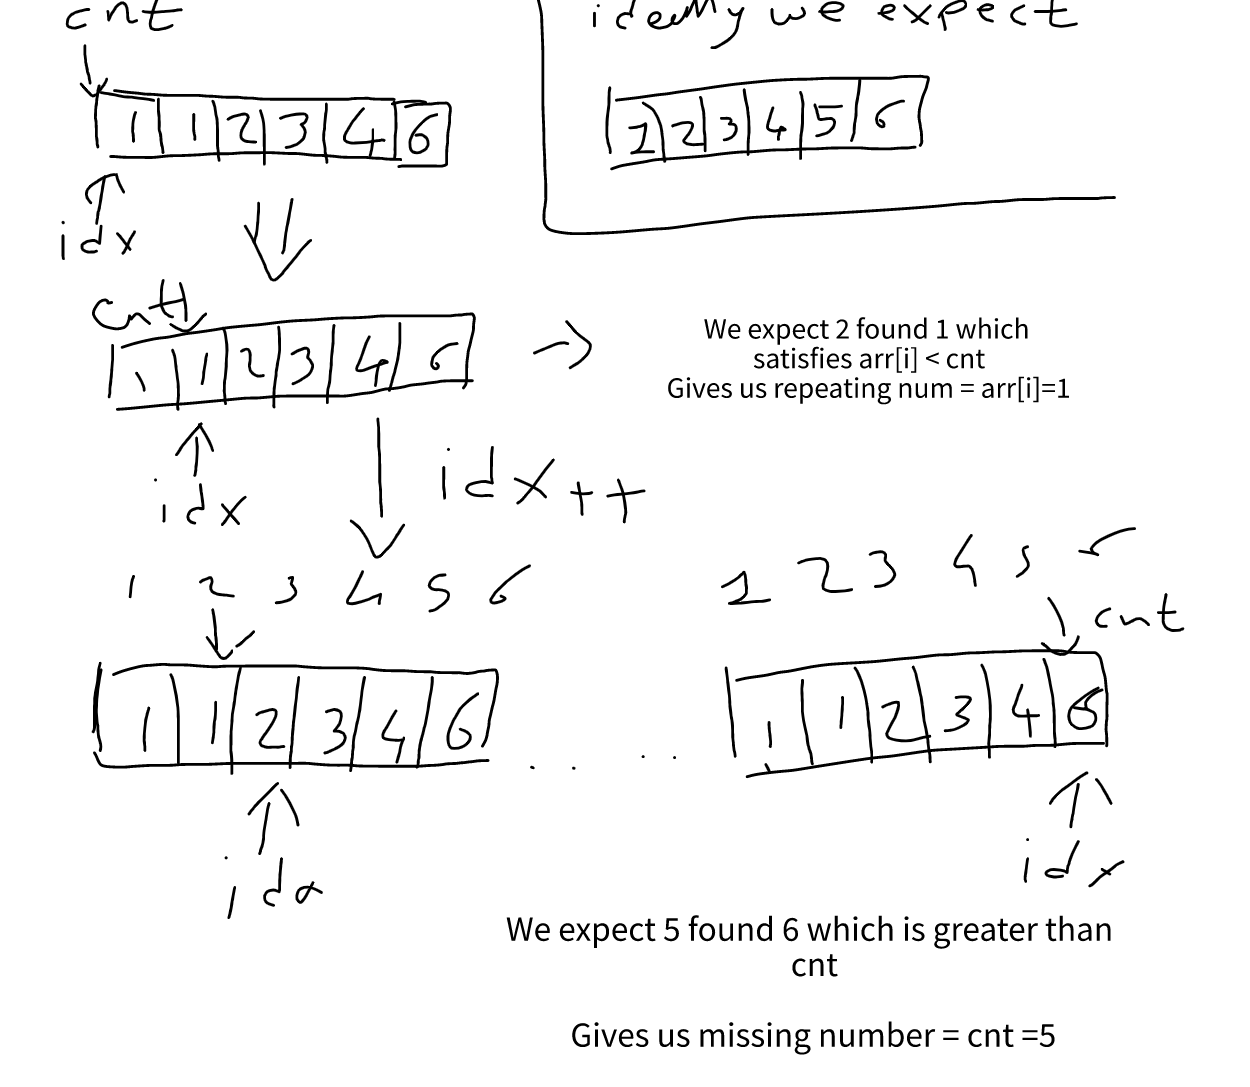 cnt
ideally we expect
1 1 2 3 4 6
1 2 3 4 5 6
idx
cnt
1 1 2 3 4 6
We expect 2 found 1 which
satisfies arr[i] < cnt
Gives us repeating num = arr[i]=1
idx
idx++
1 2 3 4 5 6
1 2 3 4 5
cnt
1 1 2 3 4 6
1 1 2 3 4 6
idx
idx
We expect 5 found 6 which is greater than
cnt
Gives us missing number = cnt =5